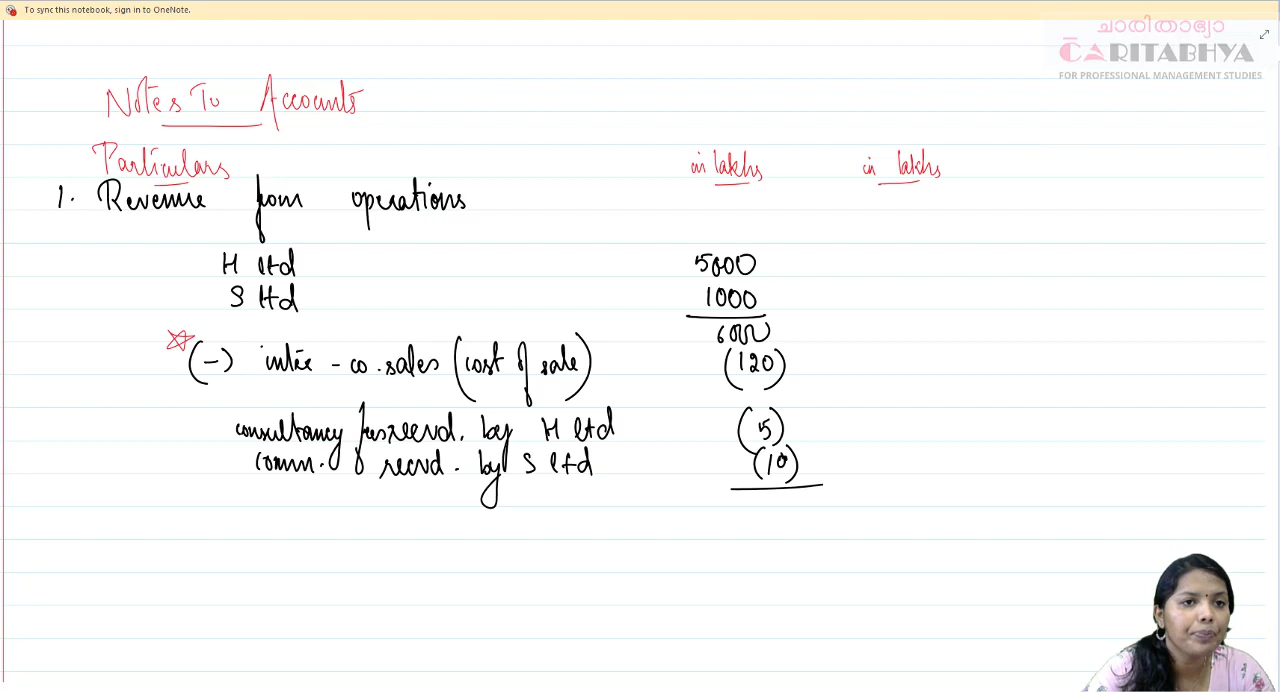 To sync this notebook, sign in to OneNote.
ചാരിതാഭ്യാ
CARITABHYA
FOR PROFESSIONAL MANAGEMENT STUDIES
Notes To Accounts
Particulars in lakhs in lakhs
1. Revenue from operations
H ltd 5000
S ltd 1000
6000
(-) inter-co. sales (cost of sale) (120)
consultancy fees recvd. by H ltd (5)
comm. recvd. by S ltd (10)